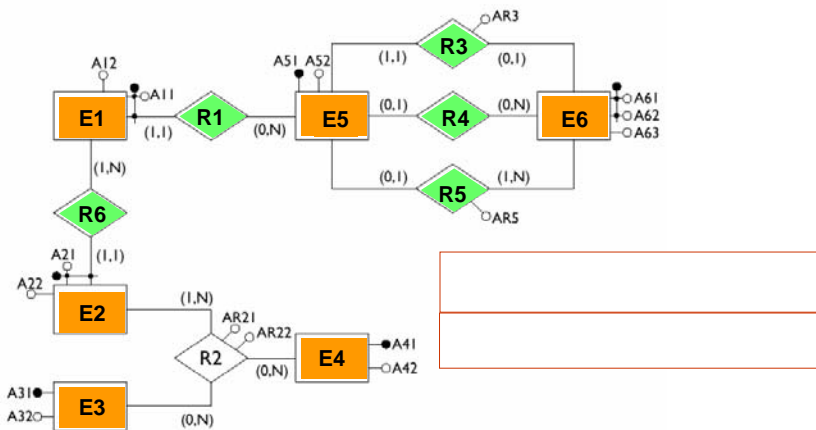 AR3
R3
(1,1)
(0,1)
A12
A51
A52
A11
E1
R1
E5
(0,1)
R4
(0,N)
E6
A61
A62
A63
(1,1)
(0,N)
(1,N)
(0,1)
(1,N)
R5
AR5
R6
A21
(1,1)
A22
E2
(1,N)
AR21
AR22
R2
E4
A41
(0,N)
A42
A31
A32
E3
(0,N)